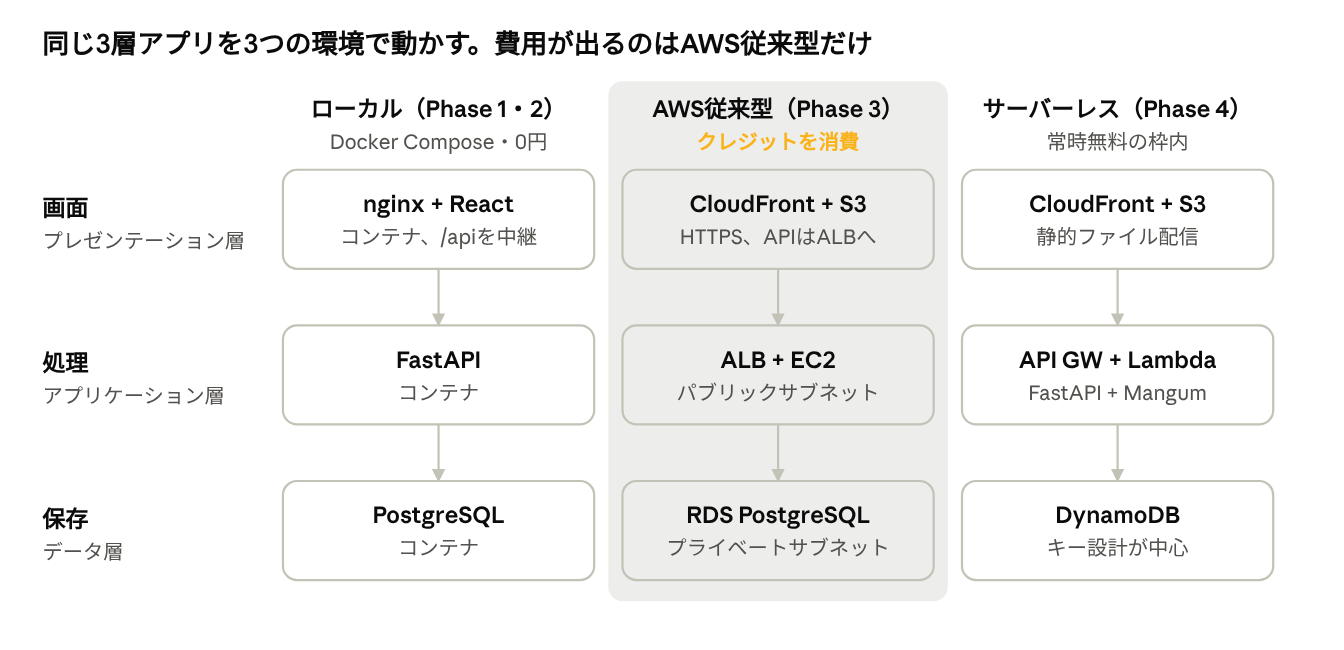 同じ3層アプリを3つの環境で動かす。費用が出るのはAWS従来型だけ
ローカル（Phase 1・2）
Docker Compose・0円
AWS従来型（Phase 3）
クレジットを消費
サーバーレス（Phase 4）
常時無料の枠内
画面
プレゼンテーション層
nginx + React
コンテナ、/apiを中継
CloudFront + S3
HTTPS、APIはALBへ
CloudFront + S3
静的ファイル配信
処理
アプリケーション層
FastAPI
コンテナ
ALB + EC2
パブリックサブネット
API GW + Lambda
FastAPI + Mangum
保存
データ層
PostgreSQL
コンテナ
RDS PostgreSQL
プライベートサブネット
DynamoDB
キー設計が中心